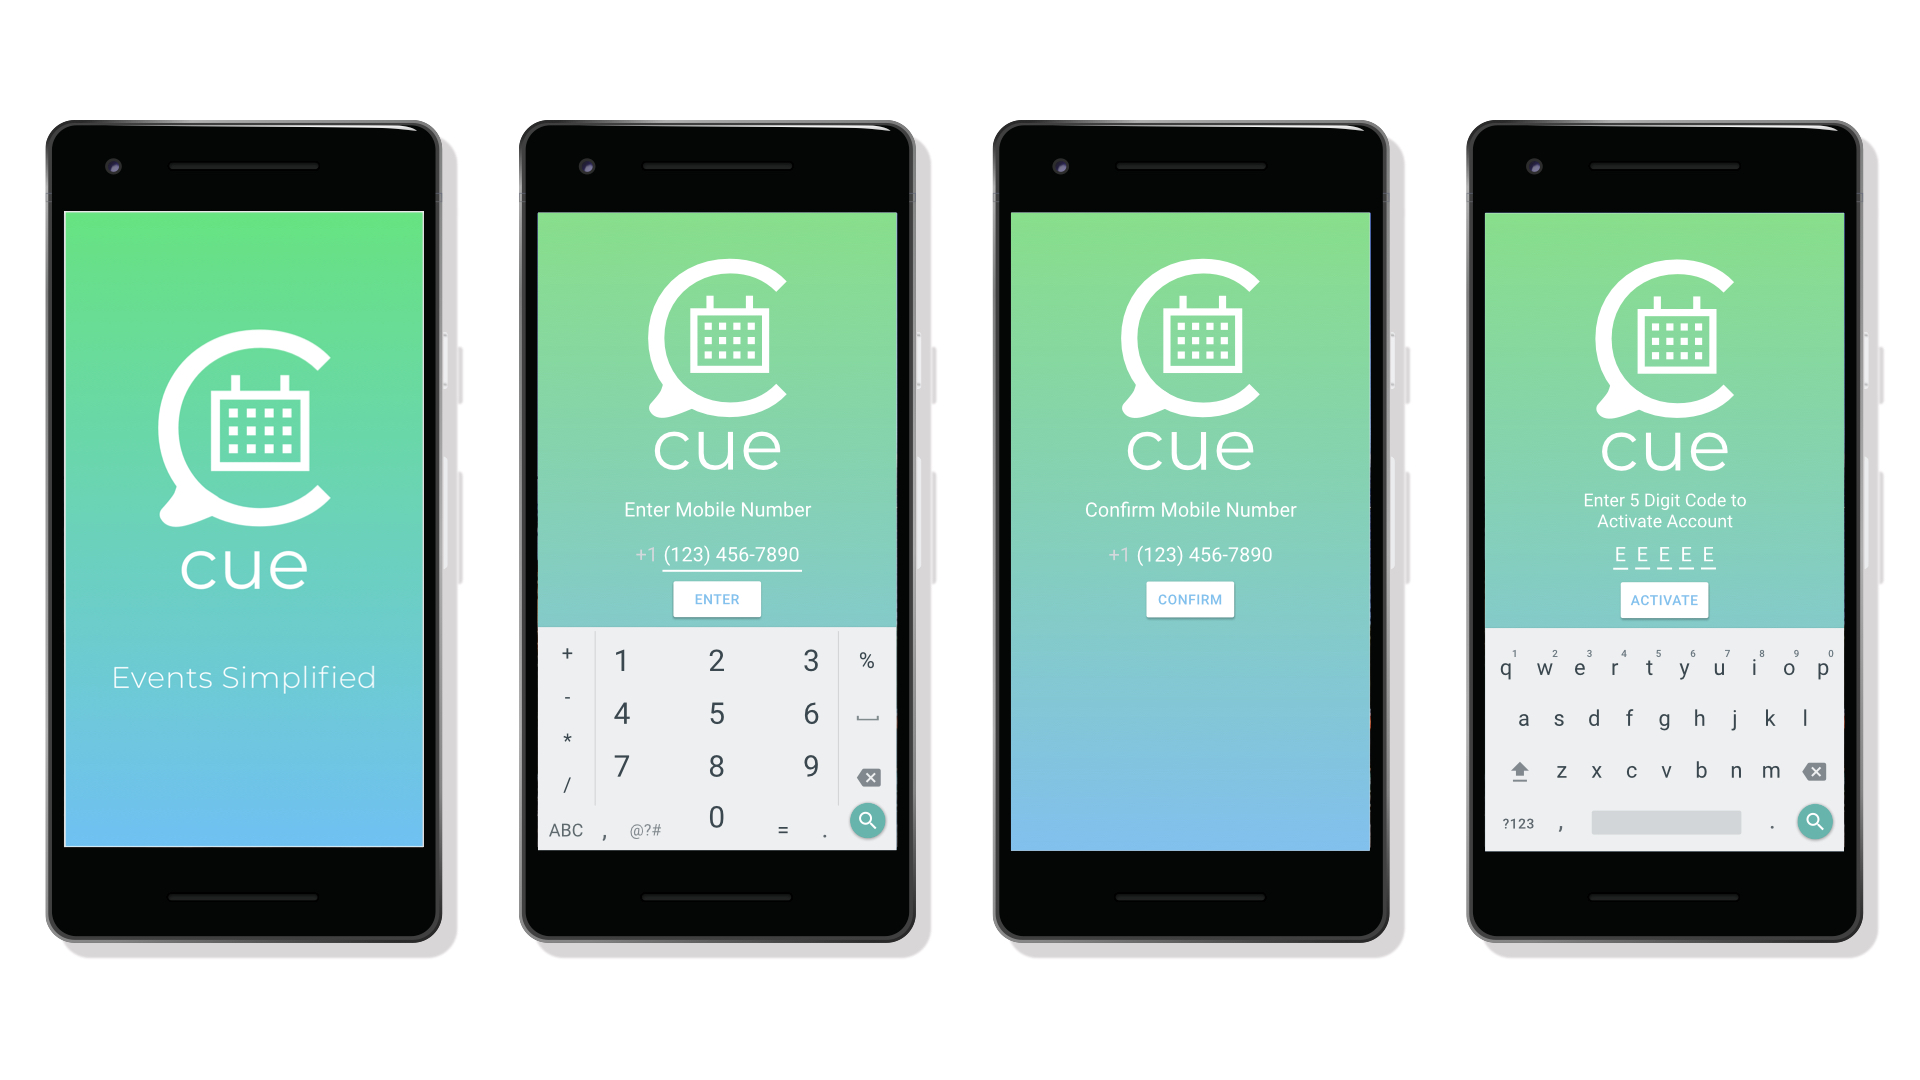 cue
Events Simplified
cue
Enter Mobile Number
+1 (123) 456-7890
ENTER
+ 1 2 3 %
- 4 5 6
* 7 8 9
/ 0
ABC , @?# = .
cue
Confirm Mobile Number
+1 (123) 456-7890
CONFIRM
cue
Enter 5 Digit Code to
Activate Account
E E E E E
ACTIVATE
1 2 3 4 5 6 7 8 9 0
q w e r t y u i o p
a s d f g h j k l
z x c v b n m
?123 , .